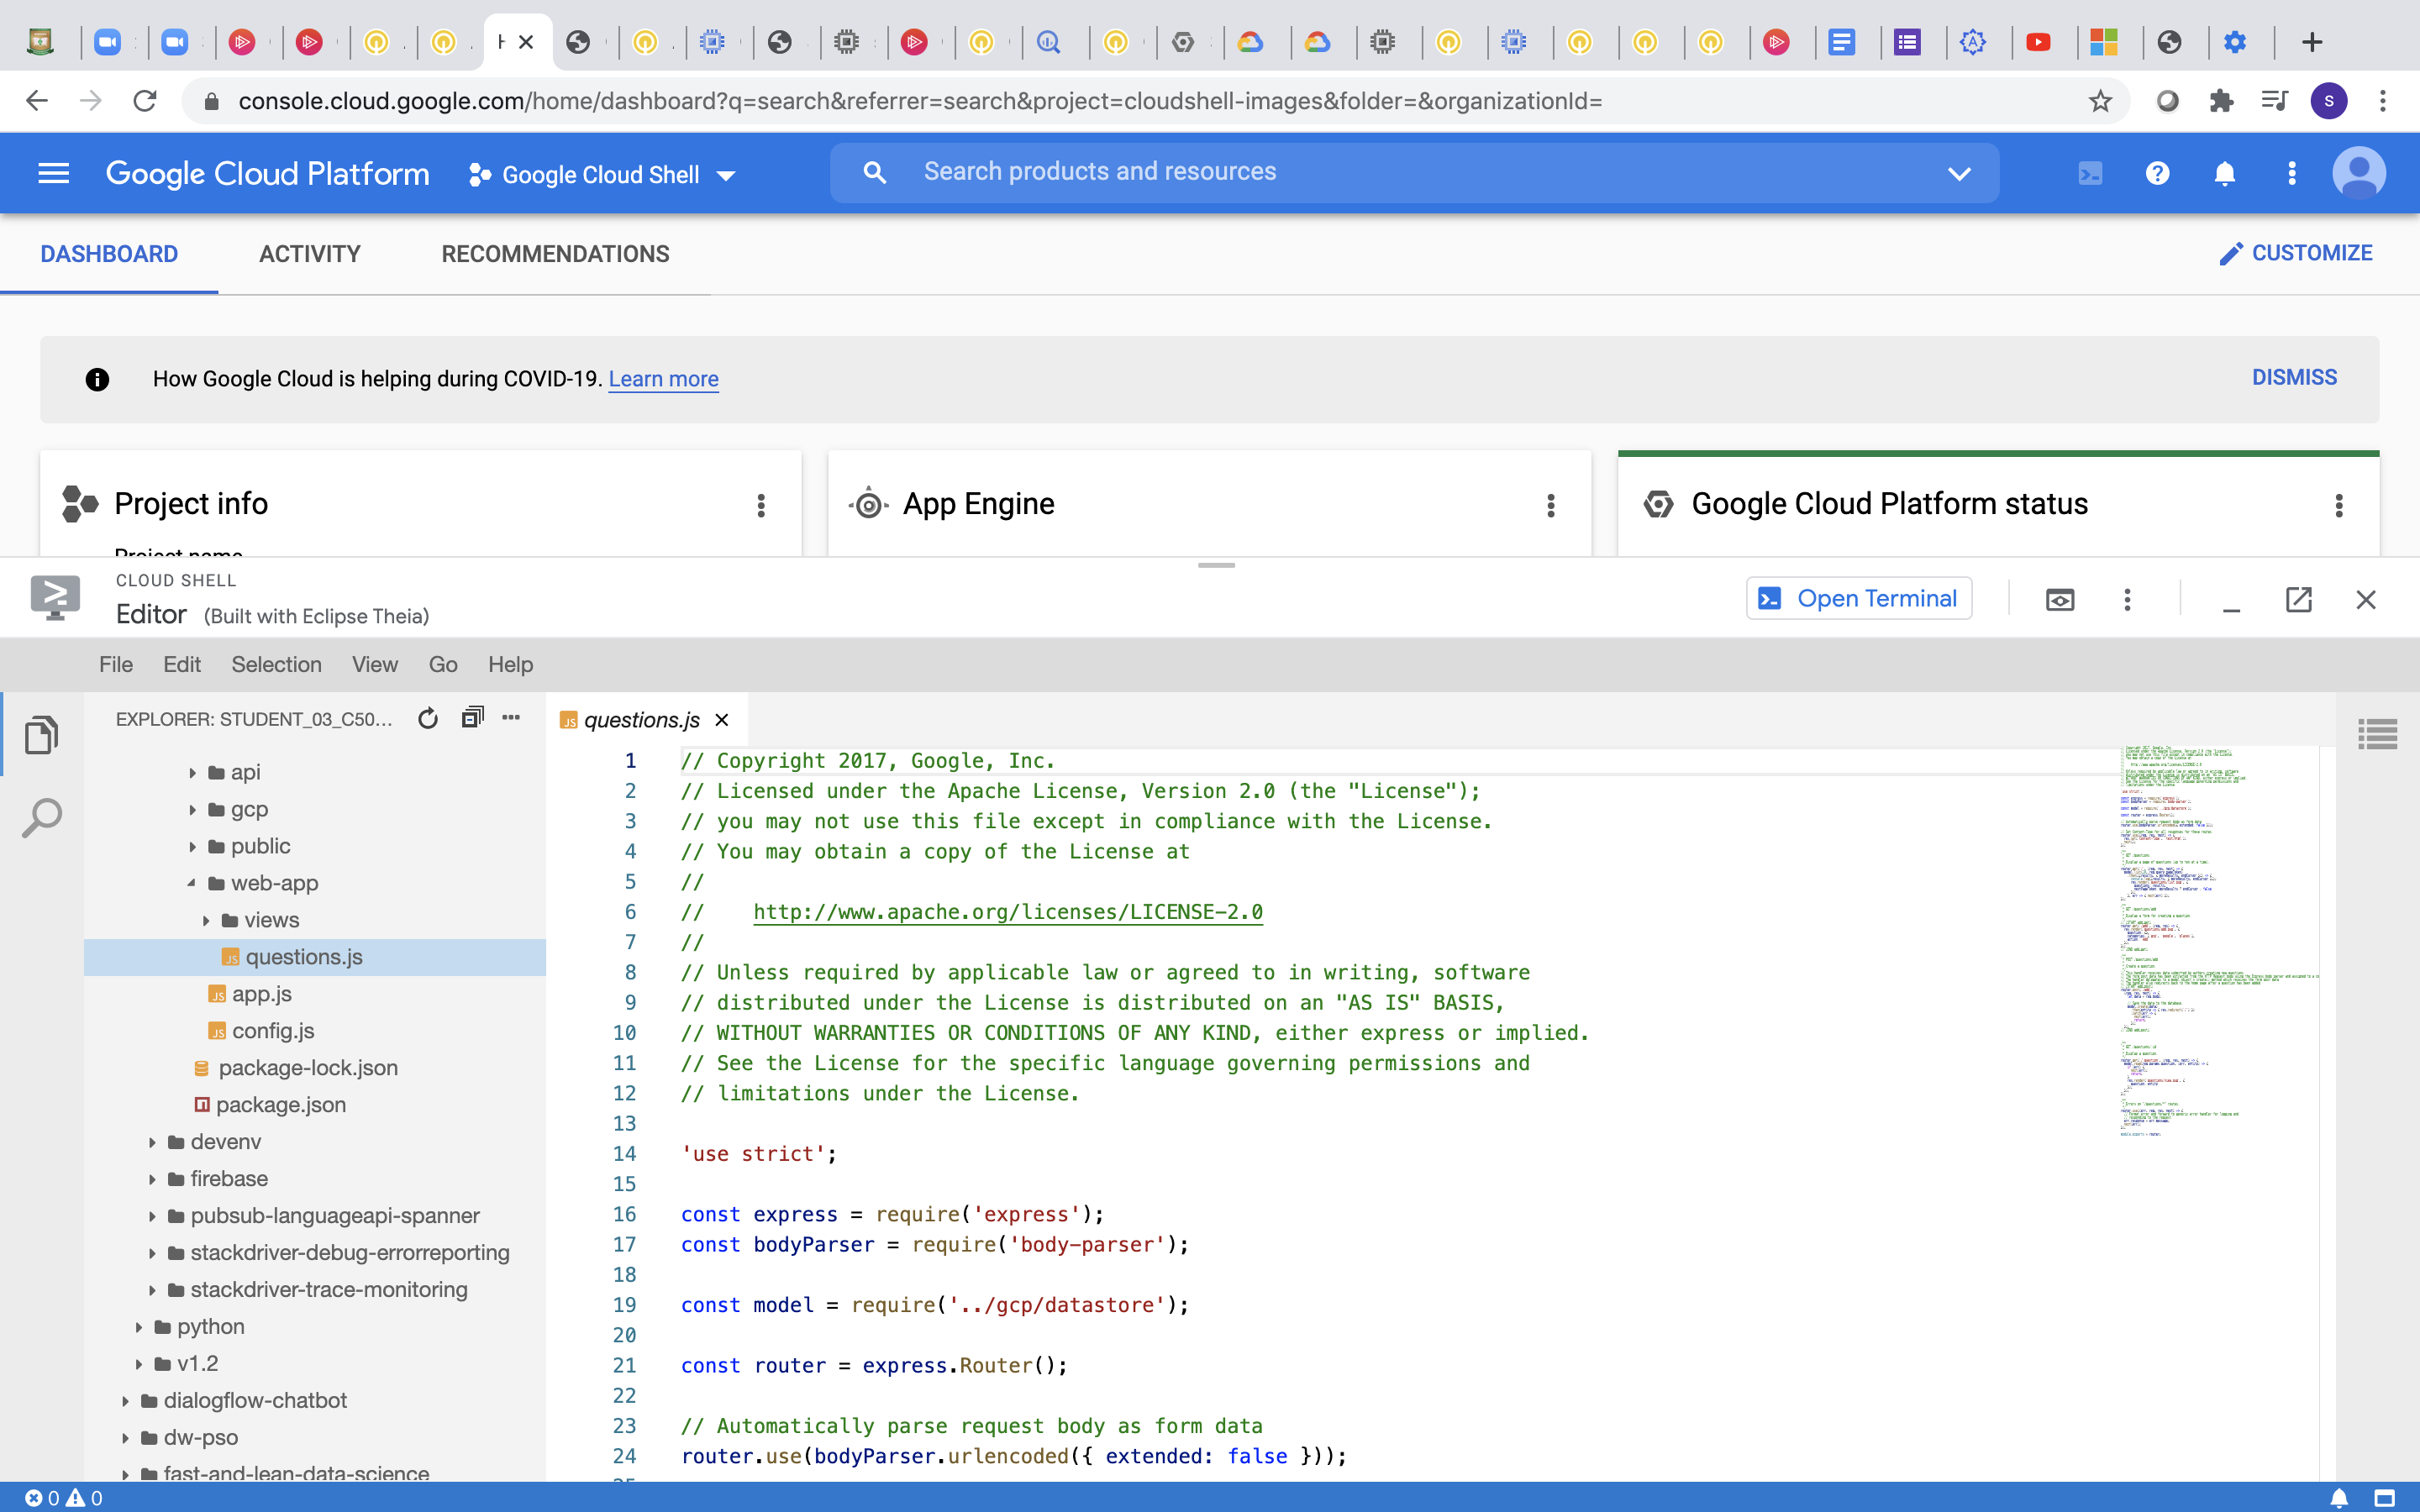 console.cloud.google.com/home/dashboard?q=search&referrer=search&project=cloudshell-images&folder=&organizationId=
S
Google Cloud Platform
Google Cloud Shell
Search products and resources
DASHBOARD
ACTIVITY
RECOMMENDATIONS
CUSTOMIZE
How Google Cloud is helping during COVID-19. Learn more
DISMISS
Project info
App Engine
Google Cloud Platform status
Project name
CLOUD SHELL
Editor (Built with Eclipse Theia)
Open Terminal
File Edit Selection View Go Help
EXPLORER: STUDENT_03_C50...
api
gcp
public
web-app
views
questions.js
app.js
config.js
package-lock.json
package.json
devenv
firebase
pubsub-languageapi-spanner
stackdriver-debug-errorreporting
stackdriver-trace-monitoring
python
v1.2
dialogflow-chatbot
dw-pso
fast-and-lean-data-science
JS questions.js
1 // Copyright 2017, Google, Inc.
2 // Licensed under the Apache License, Version 2.0 (the "License");
3 // you may not use this file except in compliance with the License.
4 // You may obtain a copy of the License at
5 //
6 //    http://www.apache.org/licenses/LICENSE-2.0
7 //
8 // Unless required by applicable law or agreed to in writing, software
9 // distributed under the License is distributed on an "AS IS" BASIS,
10 // WITHOUT WARRANTIES OR CONDITIONS OF ANY KIND, either express or implied.
11 // See the License for the specific language governing permissions and
12 // limitations under the License.
13
14 'use strict';
15
16 const express = require('express');
17 const bodyParser = require('body-parser');
18
19 const model = require('../gcp/datastore');
20
21 const router = express.Router();
22
23 // Automatically parse request body as form data
24 router.use(bodyParser.urlencoded({ extended: false }));
0 0